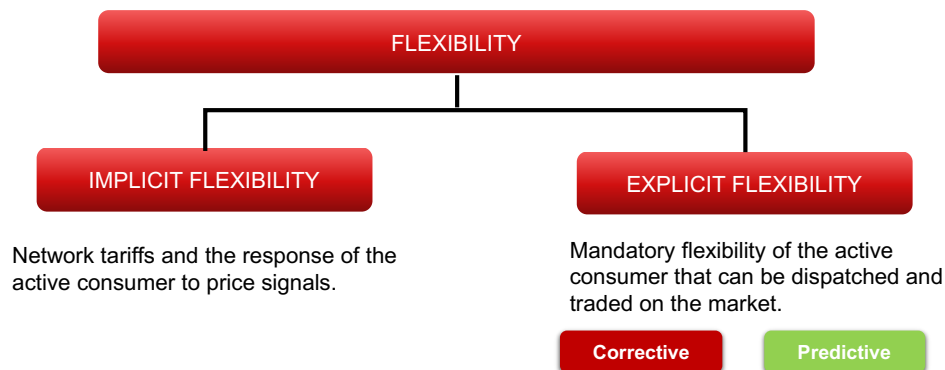 FLEXIBILITY
IMPLICIT FLEXIBILITY
EXPLICIT FLEXIBILITY
Network tariffs and the response of the
active consumer to price signals.
Mandatory flexibility of the active
consumer that can be dispatched and
traded on the market.
Corrective
Predictive